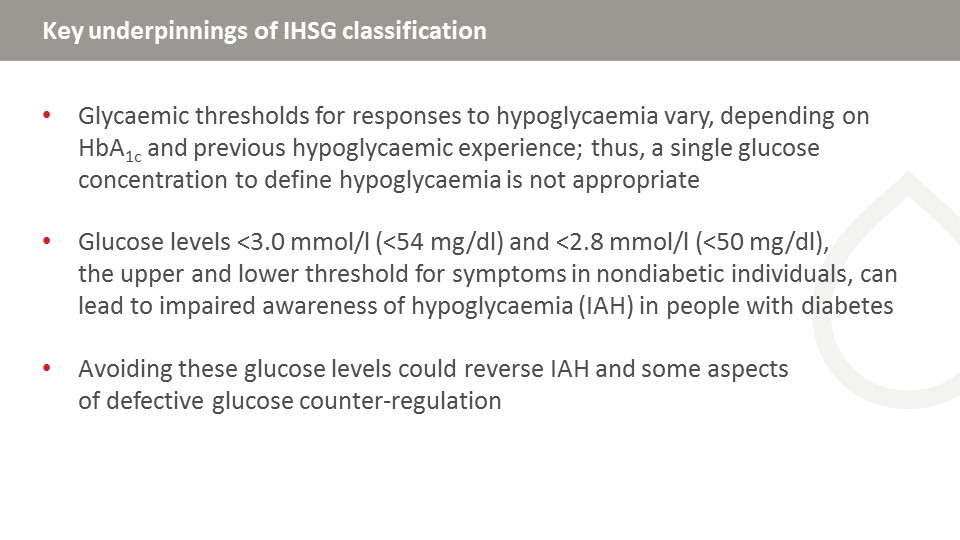 Key underpinnings of IHSG classification
• Glycaemic thresholds for responses to hypoglycaemia vary, depending on
HbA1c and previous hypoglycaemic experience; thus, a single glucose
concentration to define hypoglycaemia is not appropriate
• Glucose levels <3.0 mmol/l (<54 mg/dl) and <2.8 mmol/l (<50 mg/dl),
the upper and lower threshold for symptoms in nondiabetic individuals, can
lead to impaired awareness of hypoglycaemia (IAH) in people with diabetes
• Avoiding these glucose levels could reverse IAH and some aspects
of defective glucose counter-regulation